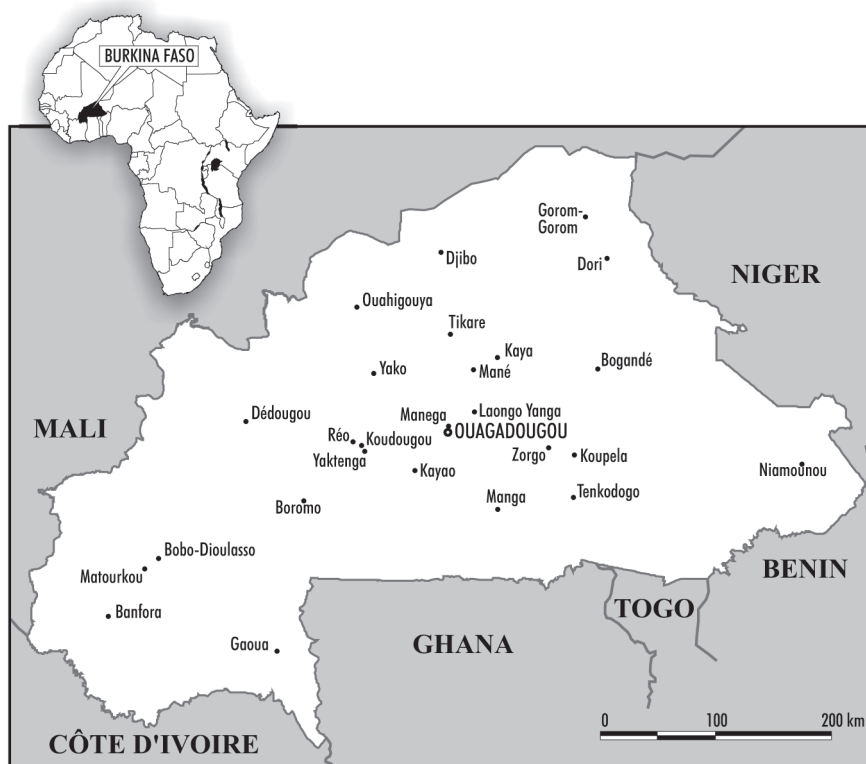 BURKINA FASO
Gorom-
Gorom
Djibo
Dori
NIGER
Ouahigouya
Tikare
Kaya
Bogandé
Yako
Mané
MALI
Dédougou
Manega
Laongo Yanga
OUAGADOUGOU
Réo
Koudougou
Yaktenga
Zorgo
Koupela
Kayao
Niamounou
Boromo
Manga
Tenkodogo
Bobo-Dioulasso
Matourkou
BENIN
Banfora
TOGO
Gaoua
GHANA
0 100 200 km
CÔTE D'IVOIRE